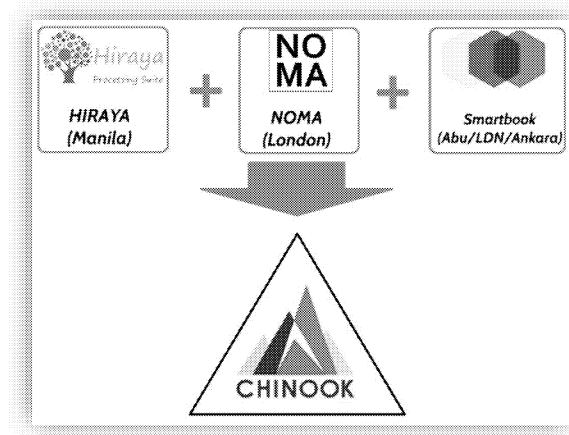 Hiraya
Processing Suite
HIRAYA
(Manila)
+
NO
MA
NOMA
(London)
+
Smartbook
(Abu/LDN/Ankara)
CHINOOK